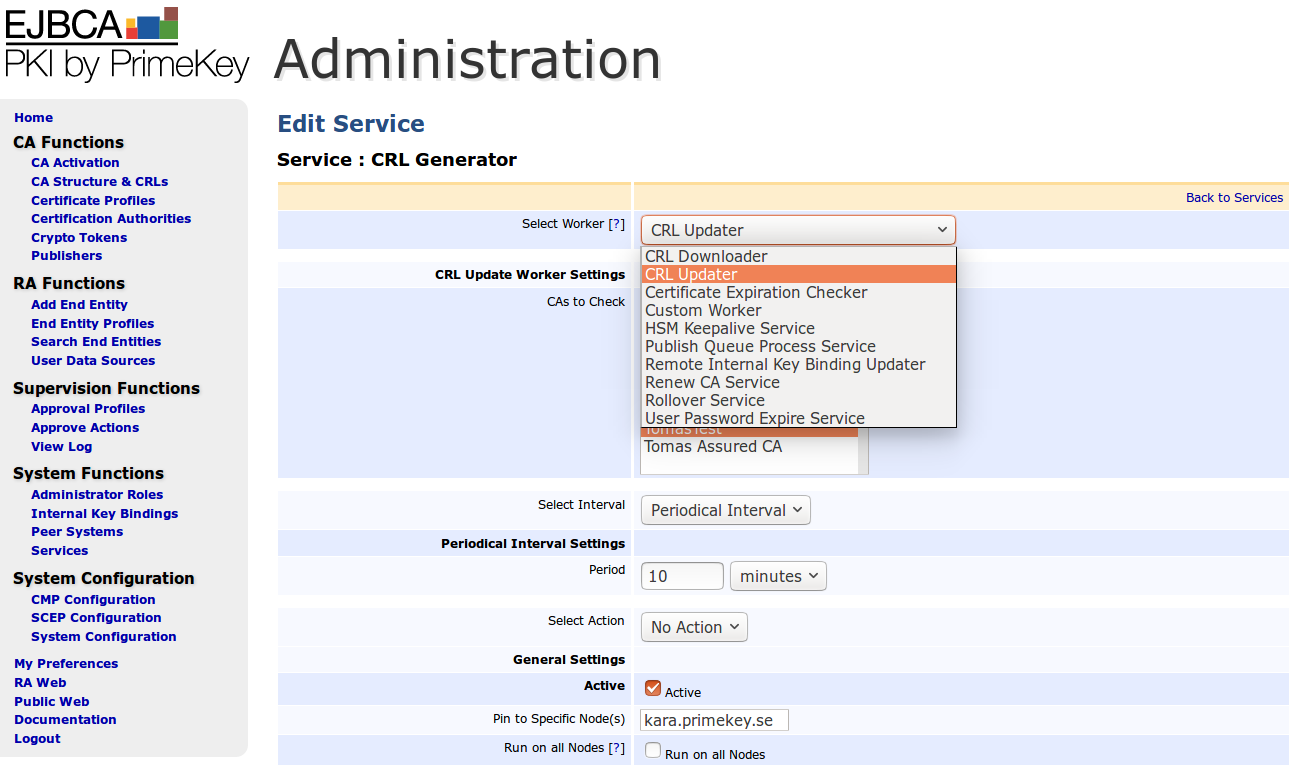 EJBCA
PKI by PrimeKey
Administration
Home
CA Functions
CA Activation
CA Structure & CRLs
Certificate Profiles
Certification Authorities
Crypto Tokens
Publishers
RA Functions
Add End Entity
End Entity Profiles
Search End Entities
User Data Sources
Supervision Functions
Approval Profiles
Approve Actions
View Log
System Functions
Administrator Roles
Internal Key Bindings
Peer Systems
Services
System Configuration
CMP Configuration
SCEP Configuration
System Configuration
My Preferences
RA Web
Public Web
Documentation
Logout
Edit Service
Service : CRL Generator
Back to Services
Select Worker [?]
CRL Updater
CRL Downloader
CRL Updater
Certificate Expiration Checker
Custom Worker
HSM Keepalive Service
Publish Queue Process Service
Remote Internal Key Binding Updater
Renew CA Service
Rollover Service
User Password Expire Service
CRL Update Worker Settings
CAs to Check
TomasTest
Tomas Assured CA
Select Interval
Periodical Interval
Periodical Interval Settings
Period
10 minutes
Select Action
No Action
General Settings
Active
Active
Pin to Specific Node(s)
kara.primekey.se
Run on all Nodes [?]
Run on all Nodes